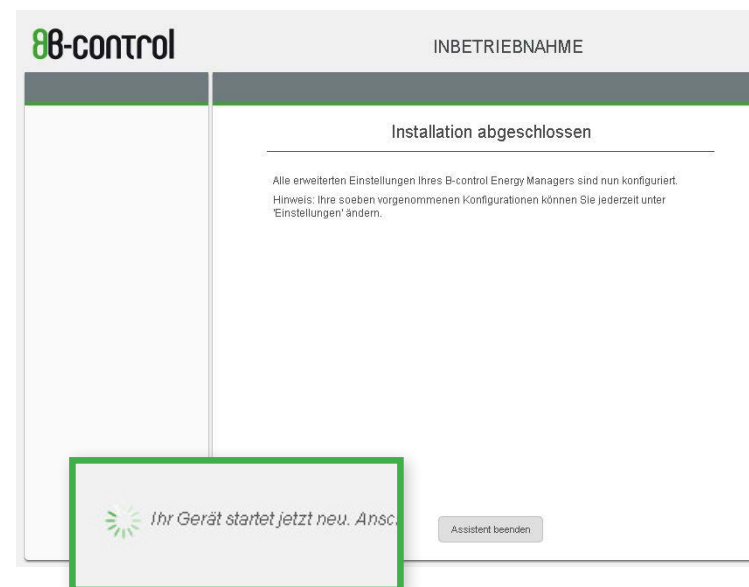 B-control
INBETRIEBNAHME
Installation abgeschlossen
Alle erweiterten Einstellungen Ihres B-control Energy Managers sind nun konfiguriert.
Hinweis: Ihre soeben vorgenommenen Konfigurationen können Sie jederzeit unter
'Einstellungen' ändern.
Ihr Gerät startet jetzt neu.
Assistent beenden